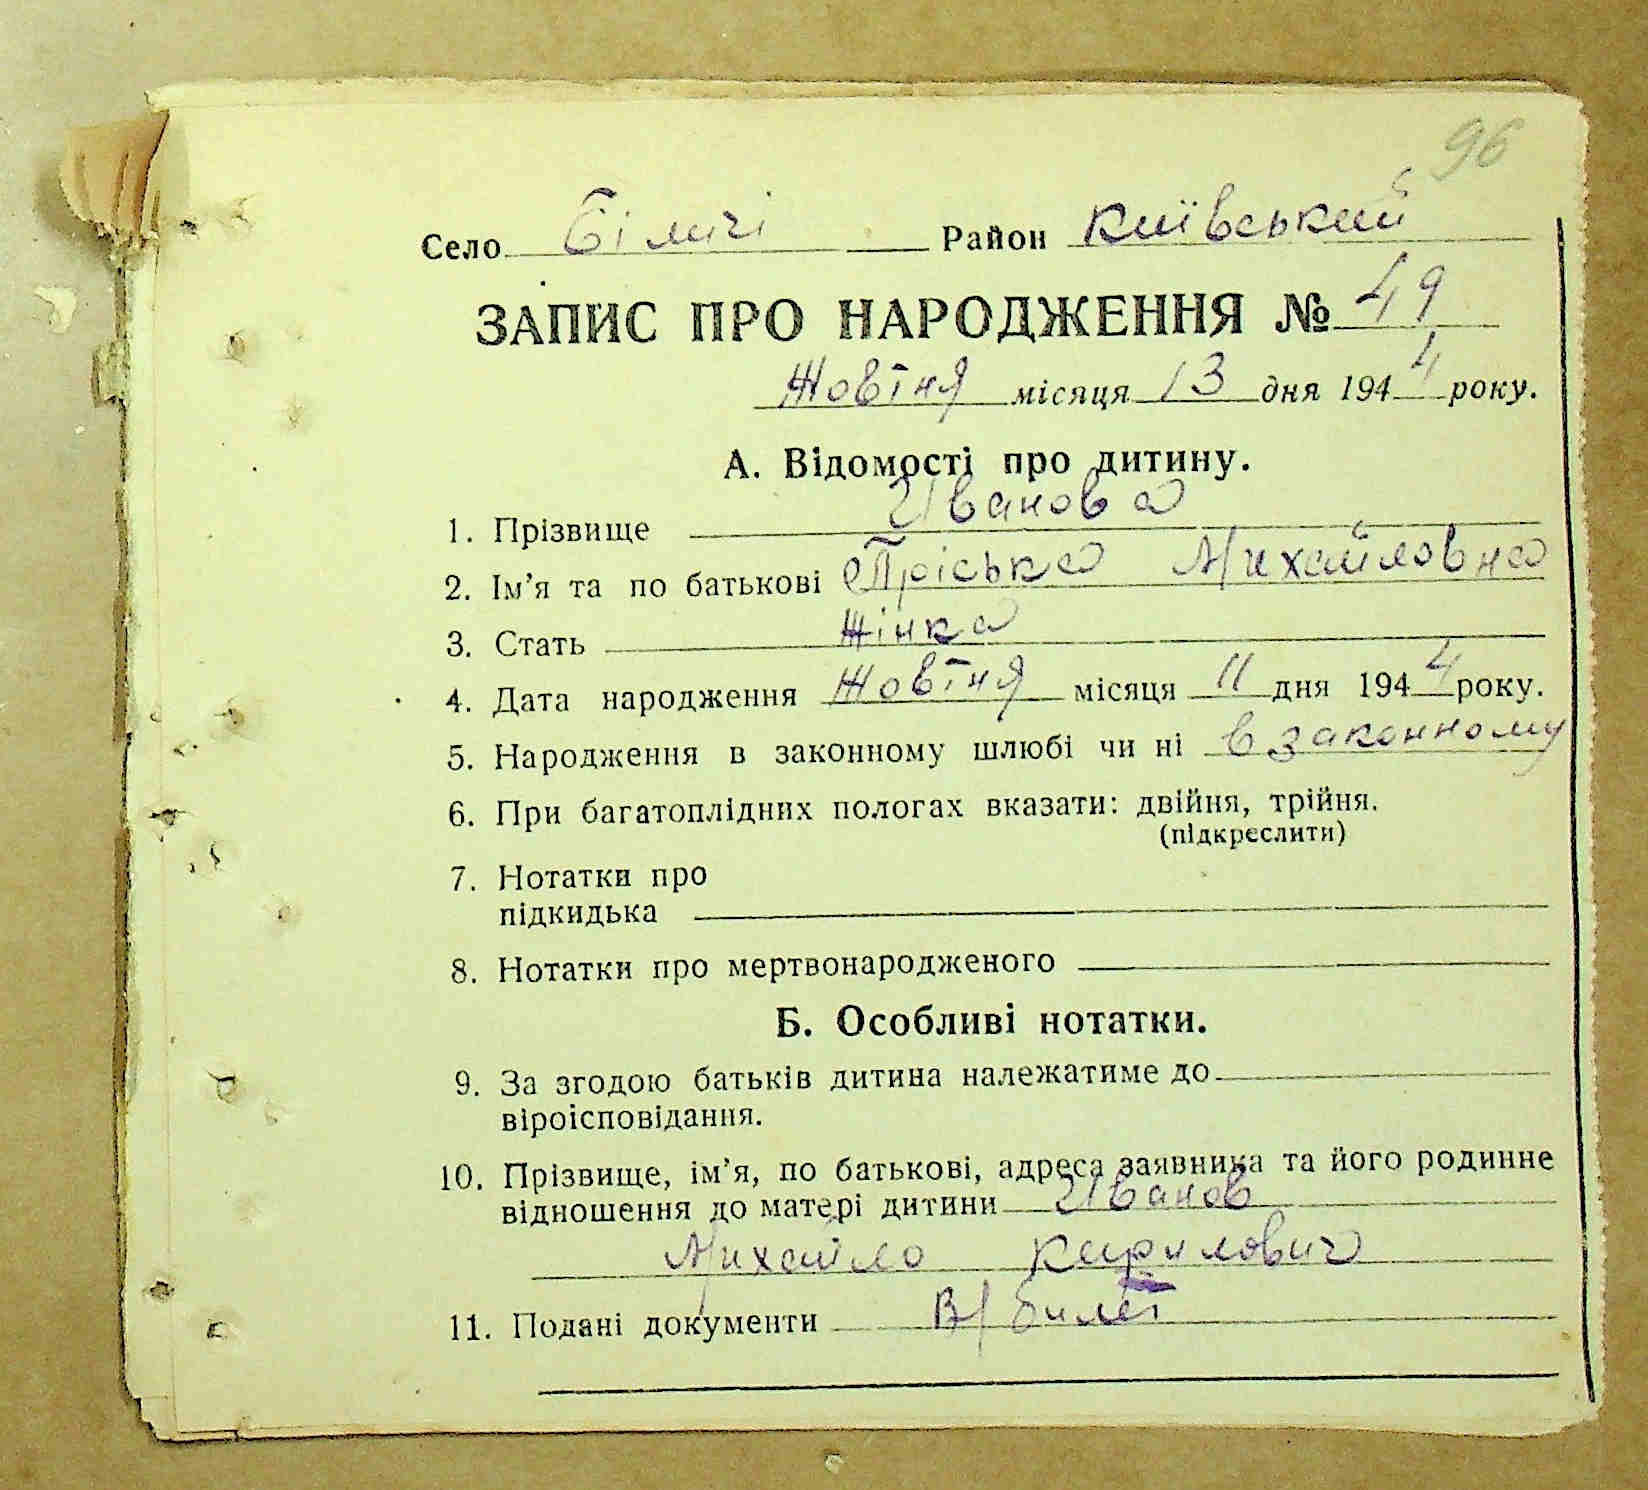 96
Село Біличі Район Київський
ЗАПИС ПРО НАРОДЖЕННЯ № 49
Жовтня місяця 13 дня 1944 року.
А. Відомості про дитину.
1. Прізвище Иванова
2. Ім’я та по батькові Пріська Михайловна
3. Стать Жінка
4. Дата народження Жовтня місяця 11 дня 1944 року.
5. Народження в законному шлюбі чи ні в законному
6. При багатоплідних пологах вказати: двійня, трійня.
(підкреслити)
7. Нотатки про
підкидька
8. Нотатки про мертвонародженого
Б. Особливі нотатки.
9. За згодою батьків дитина належатиме до
віроісповідання.
10. Прізвище, ім’я, по батькові, адреса заявника та його родинне
відношення до матері дитини Иванов
Михайло Кирилович
11. Подані документи В/билет